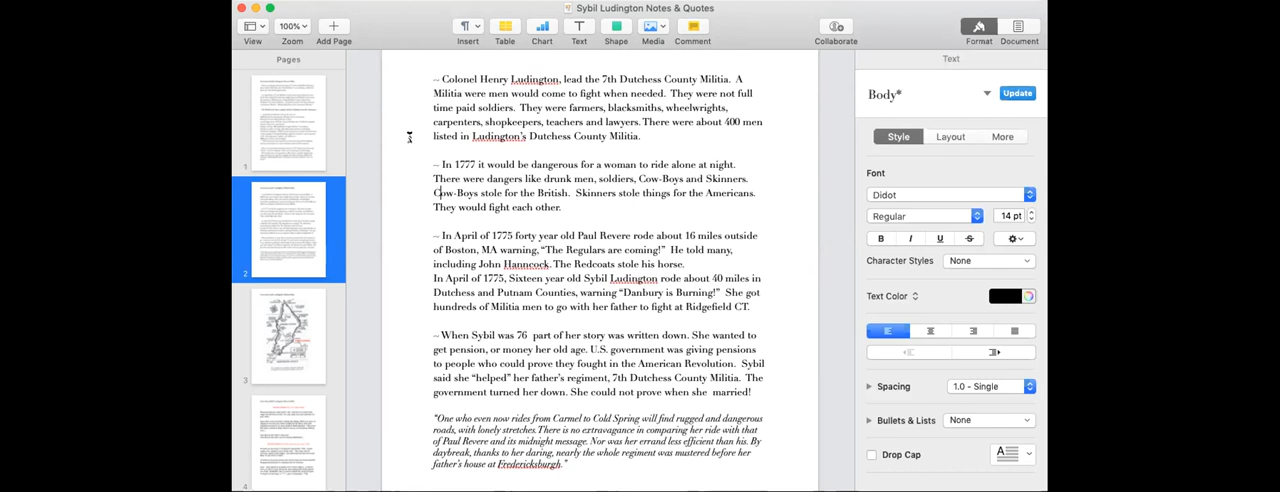 Sybil Ludington Notes & Quotes
View
100%
Zoom
Add Page
Insert
Table
Chart
Text
Shape
Media
Comment
Collaborate
Format
Document
Pages
Text
1
2
3
4
~ Colonel Henry Ludington, lead the 7th Dutchess County Militia. A
Militia were men would come to fight when needed. They were not full
time soldiers. They were farmers, blacksmiths, wheelwrights,
carpenters, shopkeepers, teachers and lawyers. There were about 400 men
total in Ludington's Dutchess County Militia.
~ In 1777 it would be dangerous for a woman to ride alone at night.
There were dangers like drunk men, soldiers, Cow-Boys and Skinners.
Cow-Boys stole for the British. Skinners stole things for the Americans.
They would fight each other.
~In April of 1775 forty year old Paul Revere rode about 16 miles outside
Boston, MA warning, "The Regulars are coming!" He told many,
including John Hanncock. The Redcoats stole his horse.
In April of 1775, Sixteen year old Sybil Ludington rode about 40 miles in
Dutches and Putnam Counties, warning "Danbury is Burning!" She got
hundreds of Militia men to go with her father to fight at Ridgefield CT.
~When Sybil was 76 part of her story was written down. She wanted to
get pension, or money her old age. U.S. government was giving pensions
to people who could prove they fought in the American Revolution. Sybil
said she "helped" her father's regiment, 7th Dutchess County Militia. The
government turned her down. She could not prove when she married!
who even now rides from Carmel to Cold Spring will find rugged and dangerous
roads, with lonely stretches. There is no extravagance in comparing her ride with that
of Paul Revere and its midnight message. Nor was her errand less efficient than his. By
daybreak, thanks to her daring, nearly the whole regiment was mustered before her
father's house at Fredericksburgh."
Body*
Update
Style
Layout
More
Font
Didot
Regular
14 pt
B I U S
Character Styles
None
Text Color
Spacing
1.0 - Single
Bullets & Lists
None
Drop Cap